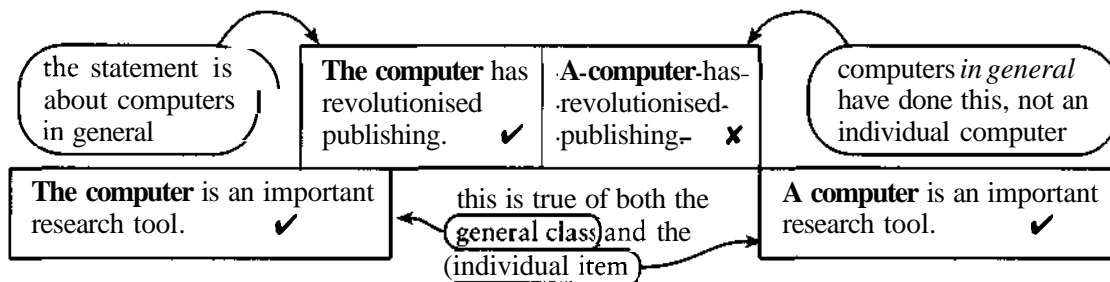 the statement is
about computers
in general
The computer has
revolutionised
publishing. ✔
A computer has
revolutionised
publishing. ✘
computers in general
have done this, not an
individual computer
The computer is an important
research tool. ✔
this is true of both the
general class and the
individual item
A computer is an important
research tool. ✔